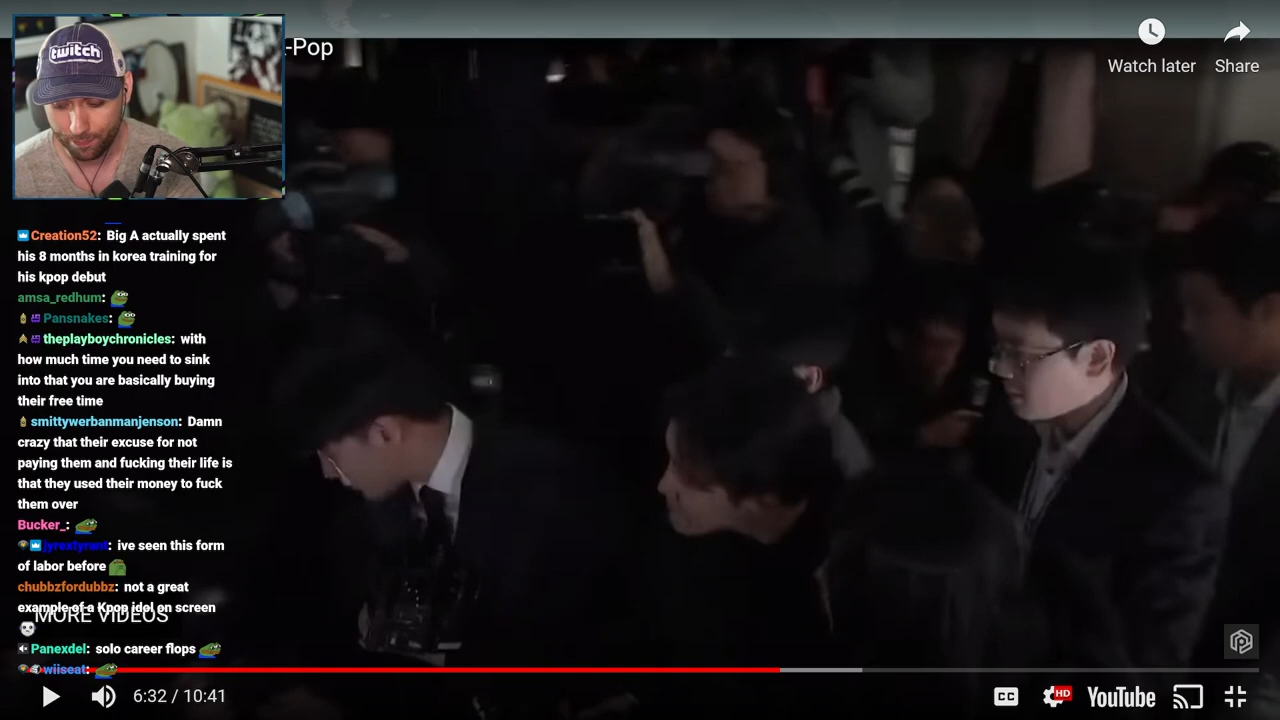 twitch
-Pop
Watch later
Share
Creation52: Big A actually spent
his 8 months in korea training for
his kpop debut
amsa_redhum:
Pansnakes:
theplayboychronicles: with
how much time you need to sink
into that you are basically buying
their free time
smittywerbanmanjenson: Damn
crazy that their excuse for not
paying them and fucking their life is
that they used their money to fuck
them over
Bucker_:
jyrextyrant: ive seen this form
of labor before
chubbzfordubbz: not a great
example of a Kpop idol on screen
MORE VIDEOS
Panexdel: solo career flops
wiiseat:
6:32 / 10:41
CC
HD
YouTube